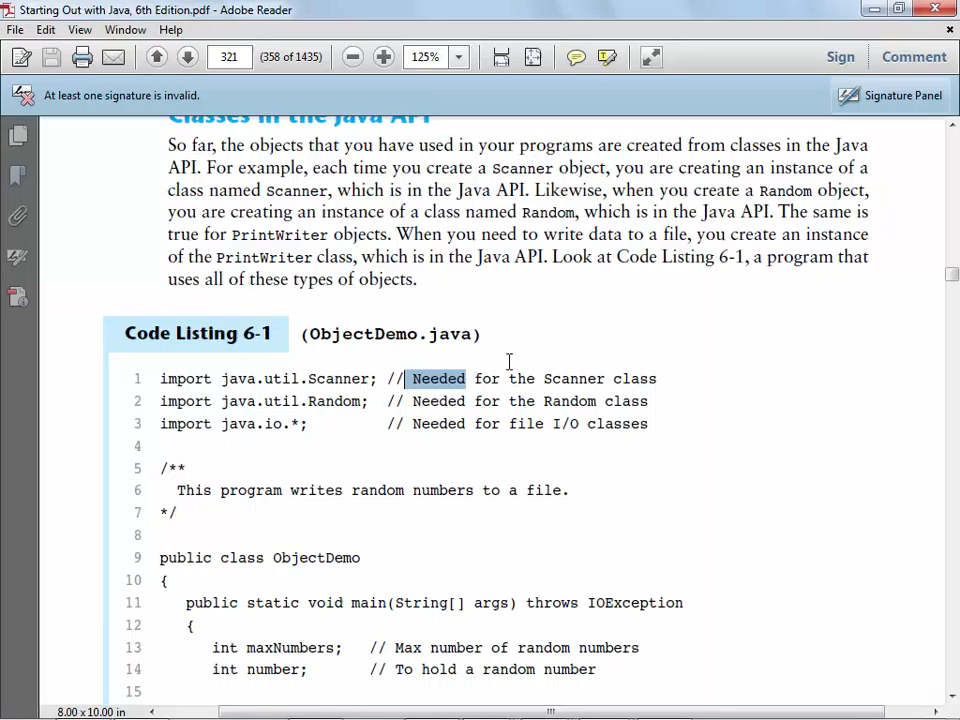 Starting Out with Java, 6th Edition.pdf - Adobe Reader
File Edit View Window Help
321 (358 of 1435) 125% Sign Comment
At least one signature is invalid. Signature Panel
Classes in the Java API
So far, the objects that you have used in your programs are created from classes in the Java
API. For example, each time you create a Scanner object, you are creating an instance of a
class named Scanner, which is in the Java API. Likewise, when you create a Random object,
you are creating an instance of a class named Random, which is in the Java API. The same is
true for PrintWriter objects. When you need to write data to a file, you create an instance
of the PrintWriter class, which is in the Java API. Look at Code Listing 6-1, a program that
uses all of these types of objects.
Code Listing 6-1 (ObjectDemo.java)
1 import java.util.Scanner; // Needed for the Scanner class
2 import java.util.Random; // Needed for the Random class
3 import java.io.*; // Needed for file I/O classes
4
5 /**
6 This program writes random numbers to a file.
7 */
8
9 public class ObjectDemo
10 {
11 public static void main(String[] args) throws IOException
12 {
13 int maxNumbers; // Max number of random numbers
14 int number; // To hold a random number
15
8.00 x 10.00 in